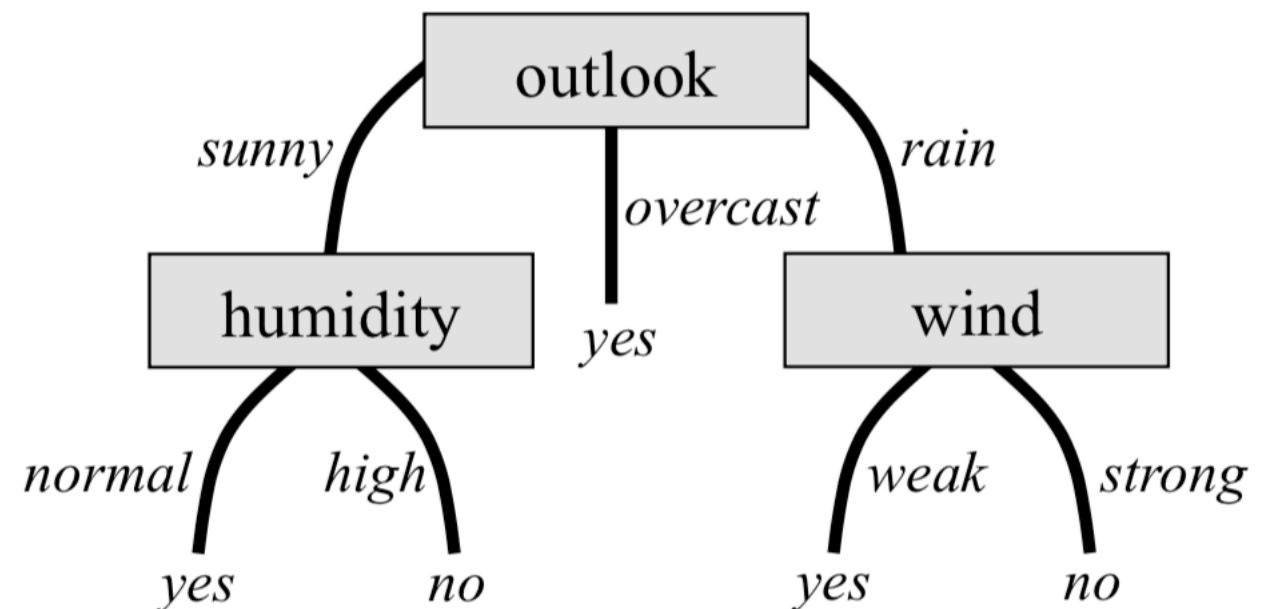 outlook
sunny
rain
overcast
humidity
yes
wind
normal
high
weak
strong
yes
no
yes
no